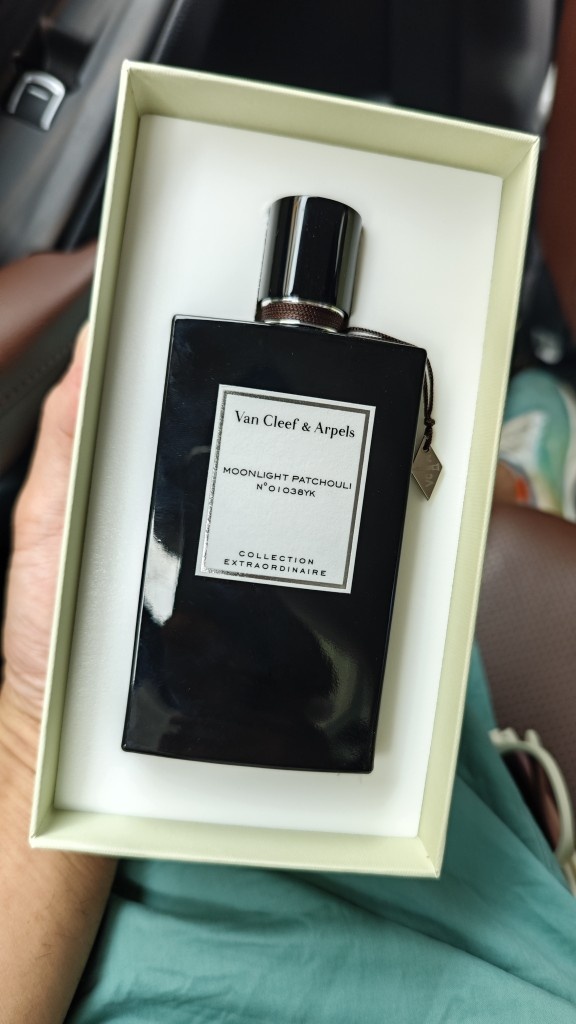 Van Cleef & Arpels
MOONLIGHT PATCHOULI
N°01038YK
COLLECTION
EXTRAORDINAIRE